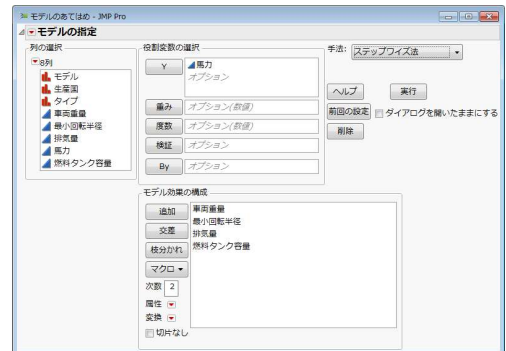 モデルのあてはめ - JMP Pro
モデルの指定
列の選択
8列
モデル
生産国
タイプ
車両重量
最小回転半径
排気量
馬力
燃料タンク容量
役割変数の選択
Y 馬力
オプション
重み オプション(数値)
度数 オプション(数値)
検証 オプション
By オプション
手法: ステップワイズ法
ヘルプ 実行
前回の設定 ダイアログを開いたままにする
削除
モデル効果の構成
追加
交差
枝分かれ
マクロ
次数 2
属性
変換
切片なし
車両重量
最小回転半径
排気量
燃料タンク容量